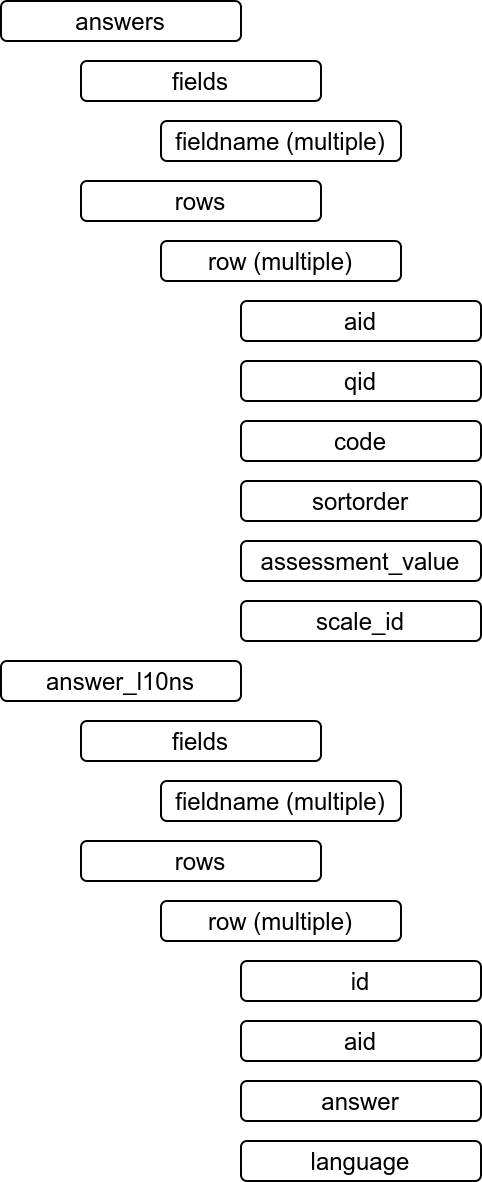 answers
fields
fieldname (multiple)
rows
row (multiple)
aid
qid
code
sortorder
assessment_value
scale_id
answer_l10ns
fields
fieldname (multiple)
rows
row (multiple)
id
aid
answer
language